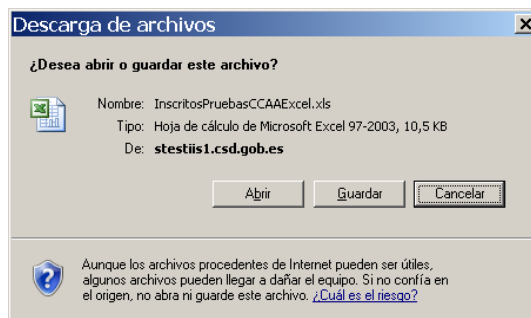 Descarga de archivos
¿Desea abrir o guardar este archivo?
Nombre: InscritosPruebasCCAAExcel.xls
Tipo: Hoja de cálculo de Microsoft Excel 97-2003, 10,5 KB
De: stestiis1.csd.gob.es
Abrir Guardar Cancelar
Aunque los archivos procedentes de Internet pueden ser útiles,
algunos archivos pueden llegar a dañar el equipo. Si no confía en
el origen, no abra ni guarde este archivo. ¿Cuál es el riesgo?